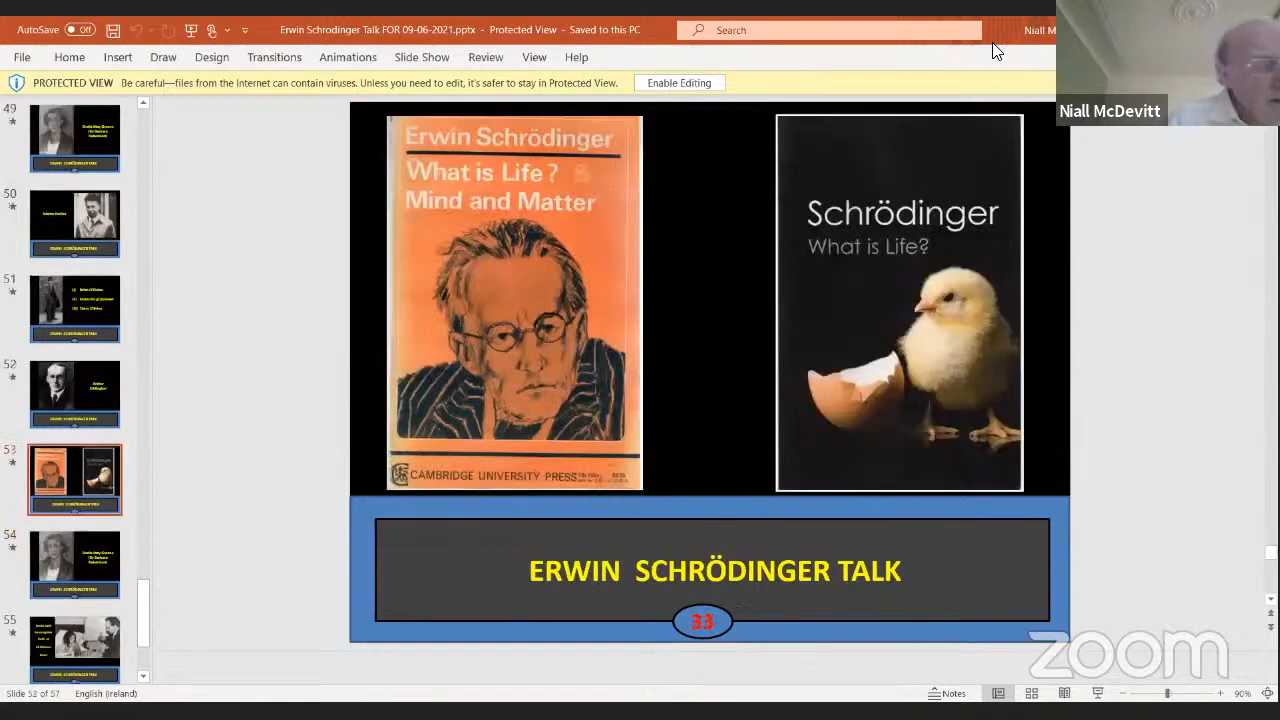 AutoSave Off Erwin Schrodinger Talk FOR 09-06-2021.pptx - Protected View - Saved to this PC Search Niall M
File Home Insert Draw Design Transitions Animations Slide Show Review View Help
PROTECTED VIEW Be careful—files from the Internet can contain viruses. Unless you need to edit, it's safer to stay in Protected View. Enable Editing
Niall McDevitt
49
50
51
52
Arthur
Eddington
53
54
55
Erwin Schrödinger
What is Life?
Mind and Matter
CAMBRIDGE UNIVERSITY PRESS
Schrödinger
What is Life?
ERWIN SCHRÖDINGER TALK
33
zoom
Slide 52 of 57 English (Ireland) Notes 90%